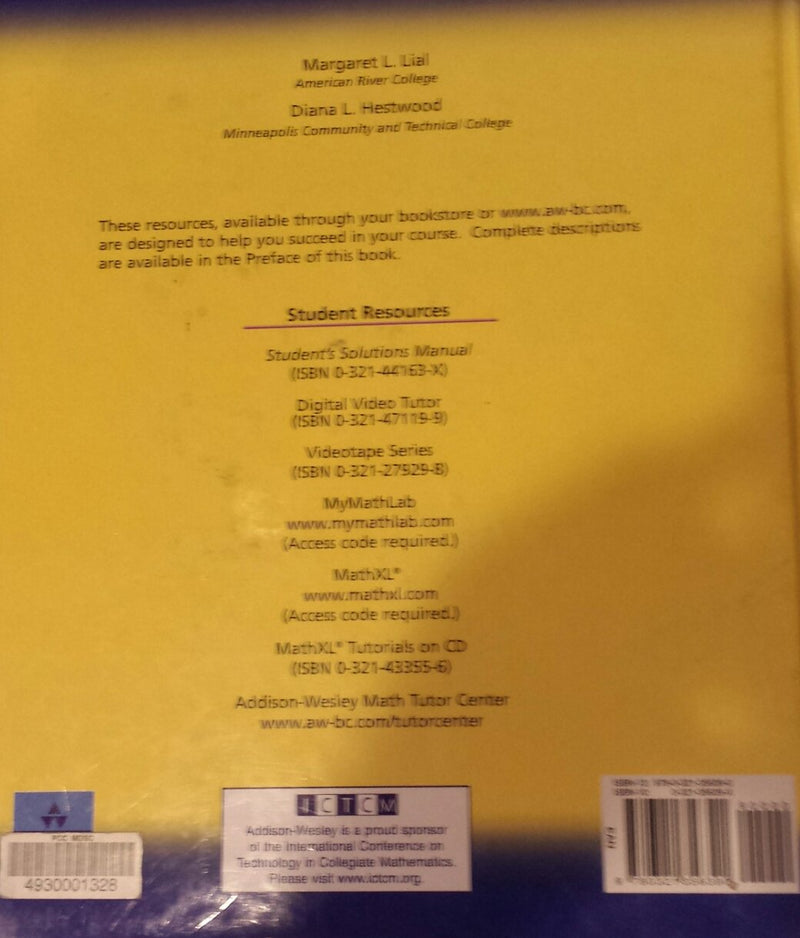 Margaret L. Lial
American River College
Diana L. Hestwood
Minneapolis Community and Technical College
These resources, available through your bookstore or www.aw-bc.com,
are designed to help you succeed in your course. Complete descriptions
are available in the Preface of this book.
Student Resources
Student's Solutions Manual
(ISBN 0-321-44163-X)
Digital Video Tutor
(ISBN 0-321-47119-9)
Videotape Series
(ISBN 0-321-27929-8)
MyMathLab
www.mymathlab.com
(Access code required.)
MathXL®
www.mathxl.com
(Access code required.)
MathXL® Tutorials on CD
(ISBN 0-321-43355-6)
Addison-Wesley Math Tutor Center
www.aw-bc.com/tutorcenter
ICTCM
Addison-Wesley is a proud sponsor
of the International Conference on
Technology in Collegiate Mathematics.
Please visit www.ictcm.org.
PCC MDSC
4930001328
EAN